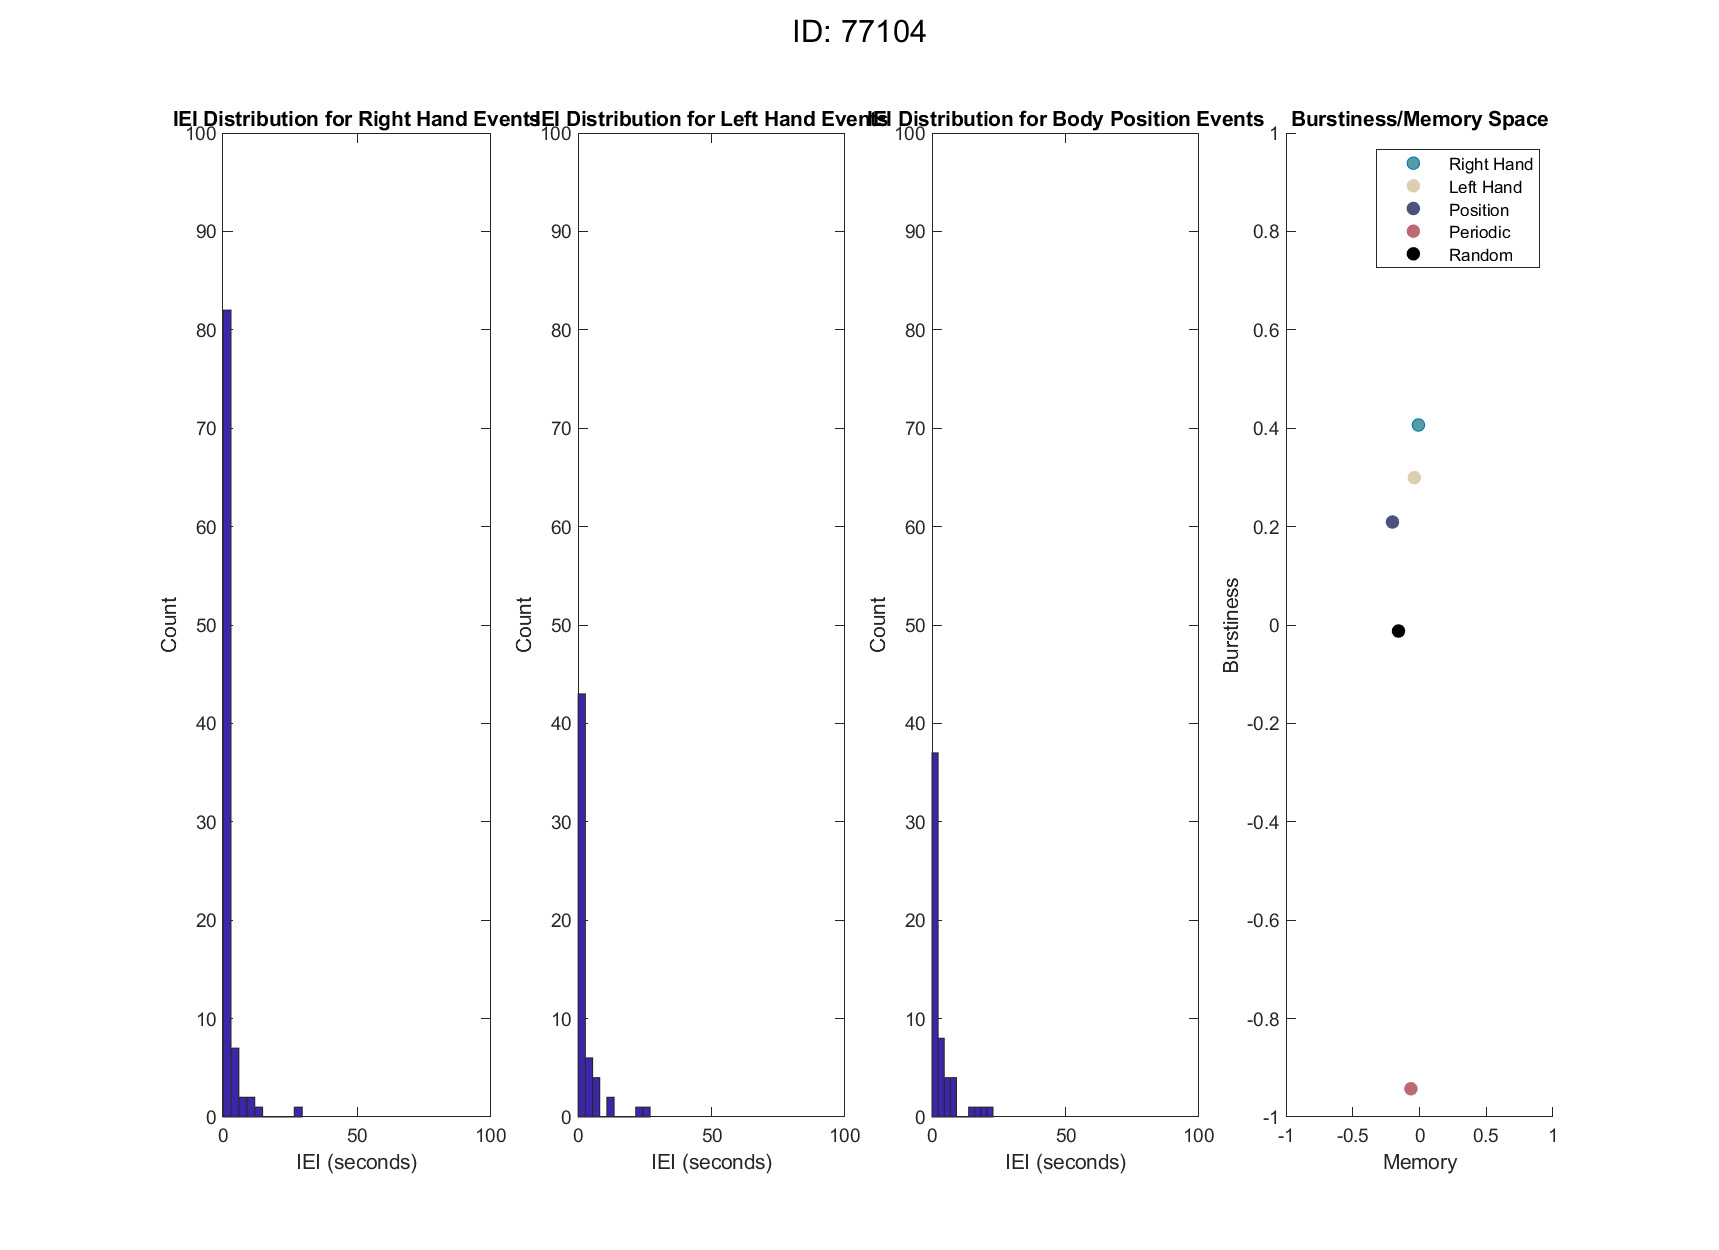 ID: 77104
IEI Distribution for Right Hand Events
100
90
80
70
60
50
40
30
20
10
0
Count
0 50 100
IEI (seconds)
IEI Distribution for Left Hand Events
100
90
80
70
60
50
40
30
20
10
0
Count
0 50 100
IEI (seconds)
IEI Distribution for Body Position Events
100
90
80
70
60
50
40
30
20
10
0
Count
0 50 100
IEI (seconds)
Burstiness/Memory Space
1
0.8
0.6
0.4
0.2
0
-0.2
-0.4
-0.6
-0.8
-1
Burstiness
-1 -0.5 0 0.5 1
Memory
Right Hand
Left Hand
Position
Periodic
Random